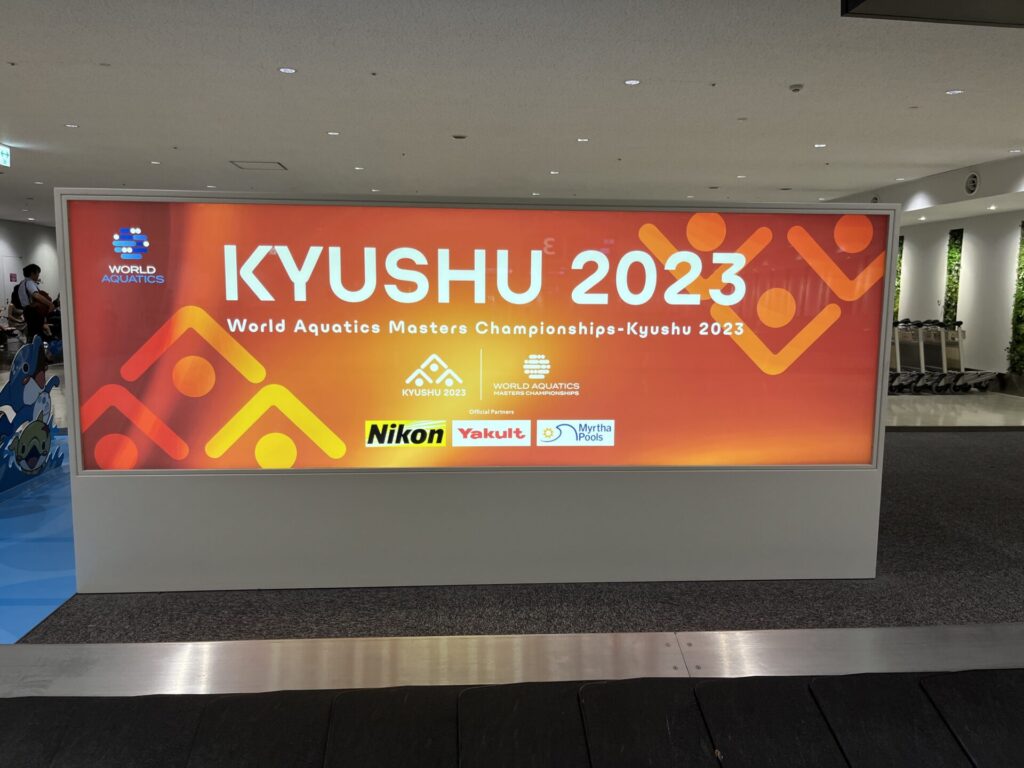 WORLD
AQUATICS
KYUSHU 2023
World Aquatics Masters Championships-Kyushu 2023
KYUSHU 2023
WORLD AQUATICS
MASTERS CHAMPIONSHIPS
Official Partners
Nikon
Yakult
Myrtha
Pools